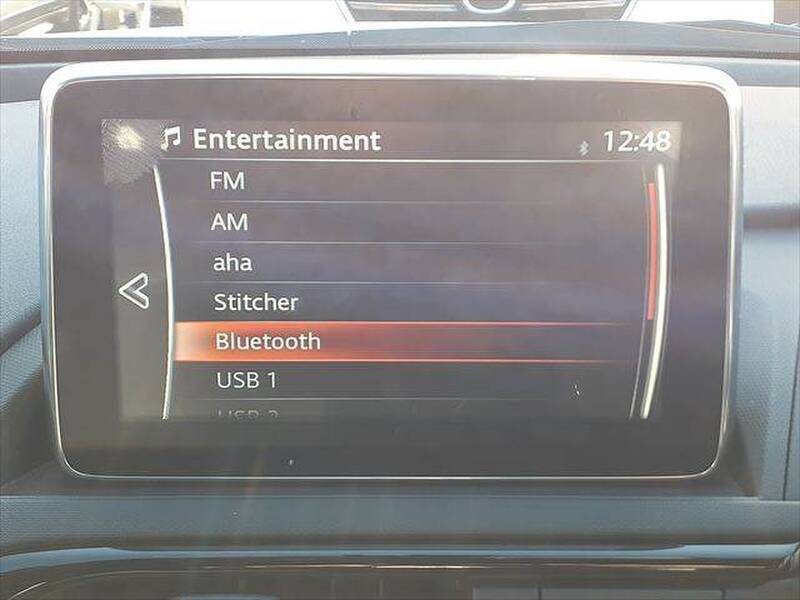 Entertainment 12:48
FM
AM
aha
Stitcher
Bluetooth
USB 1